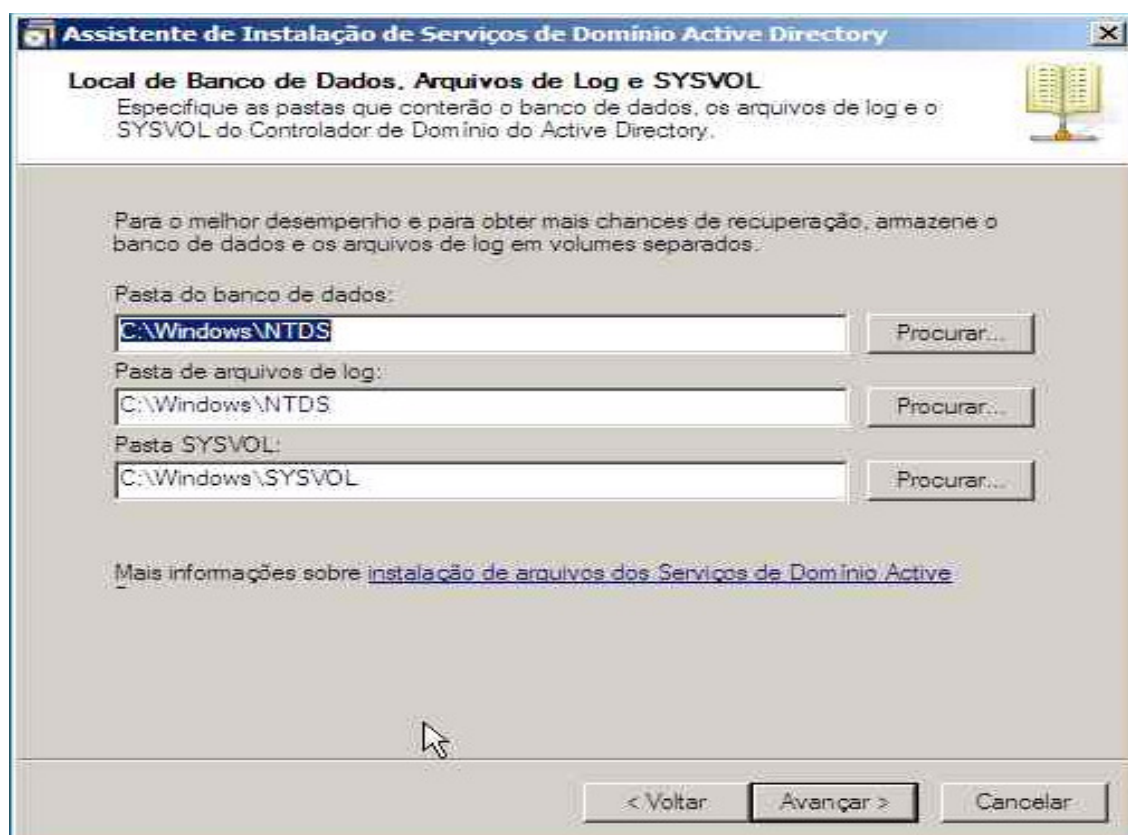 Assistente de Instalação de Serviços de Domínio Active Directory
Local de Banco de Dados, Arquivos de Log e SYSVOL
Especifique as pastas que conterão o banco de dados, os arquivos de log e o
SYSVOL do Controlador de Domínio do Active Directory.
Para o melhor desempenho e para obter mais chances de recuperação, armazene o
banco de dados e os arquivos de log em volumes separados.
Pasta do banco de dados:
C:\Windows\NTDS
Procurar...
Pasta de arquivos de log:
C:\Windows\NTDS
Procurar...
Pasta SYSVOL:
C:\Windows\SYSVOL
Procurar...
Mais informações sobre instalação de arquivos dos Serviços de Domínio Active
< Voltar Avançar > Cancelar